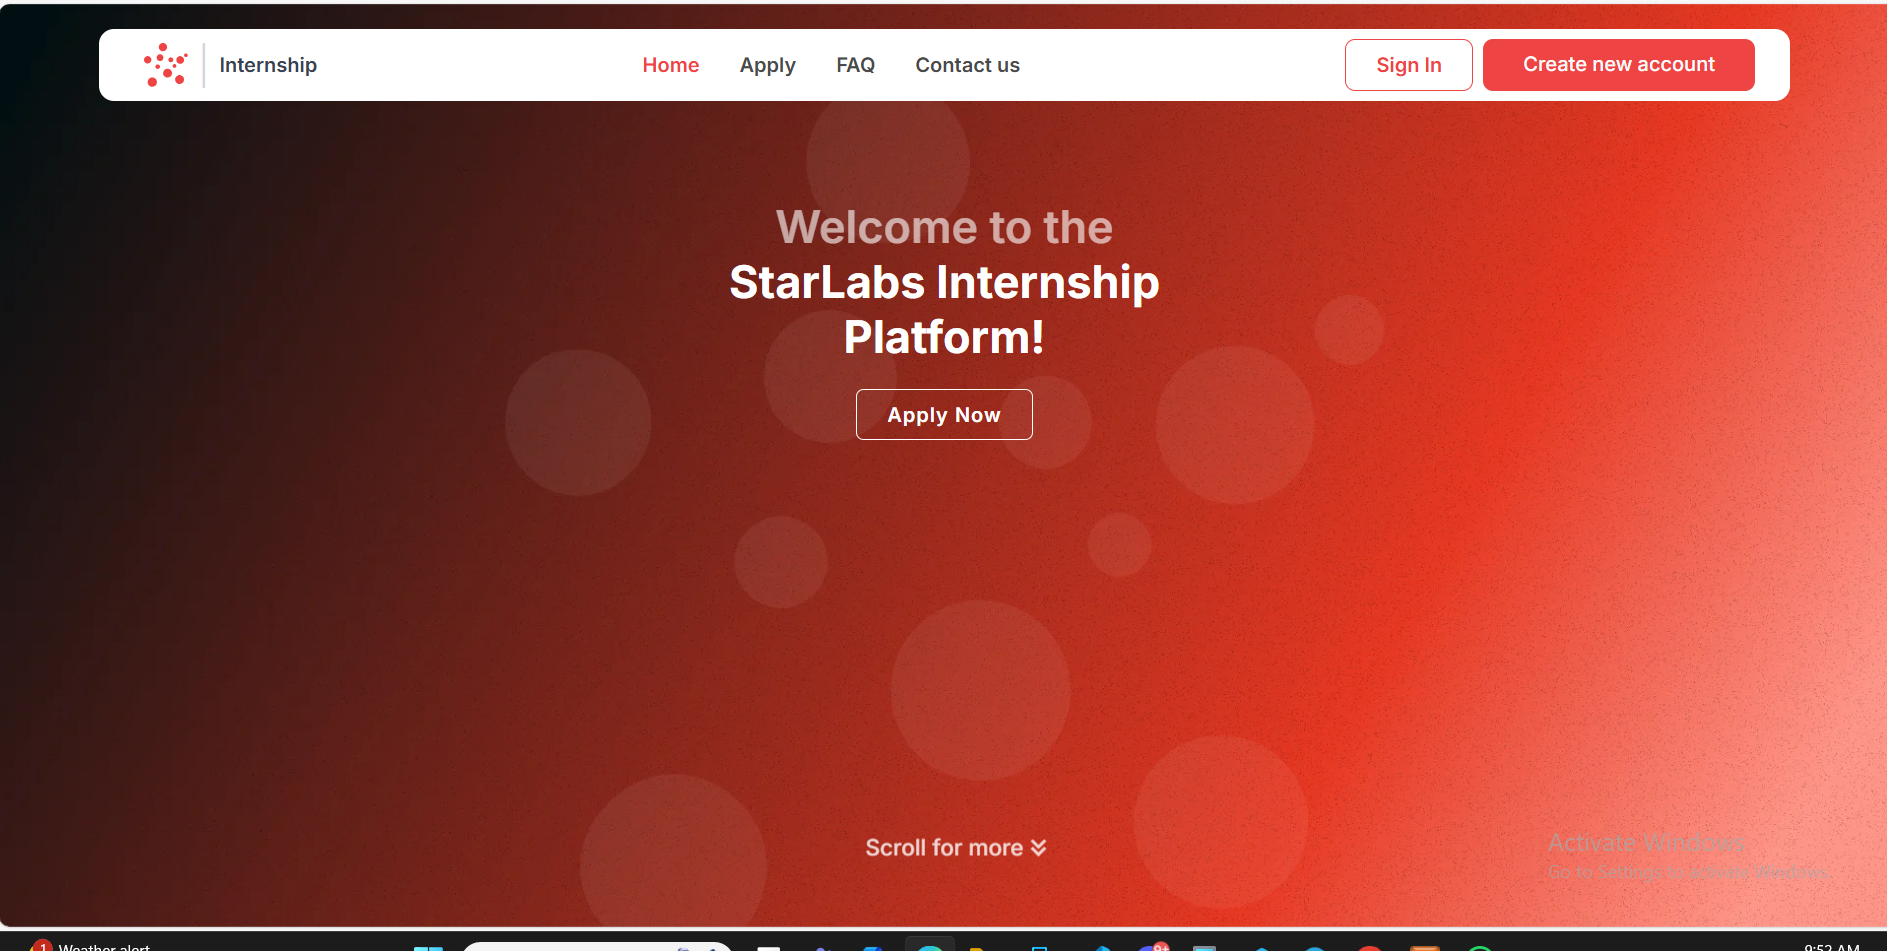 Internship
Home
Apply
FAQ
Contact us
Sign In
Create new account
Welcome to the
StarLabs Internship
Platform!
Apply Now
Scroll for more
Activate Windows
Go to Settings to activate Windows.
1
Weather alert
9+
9:52 AM